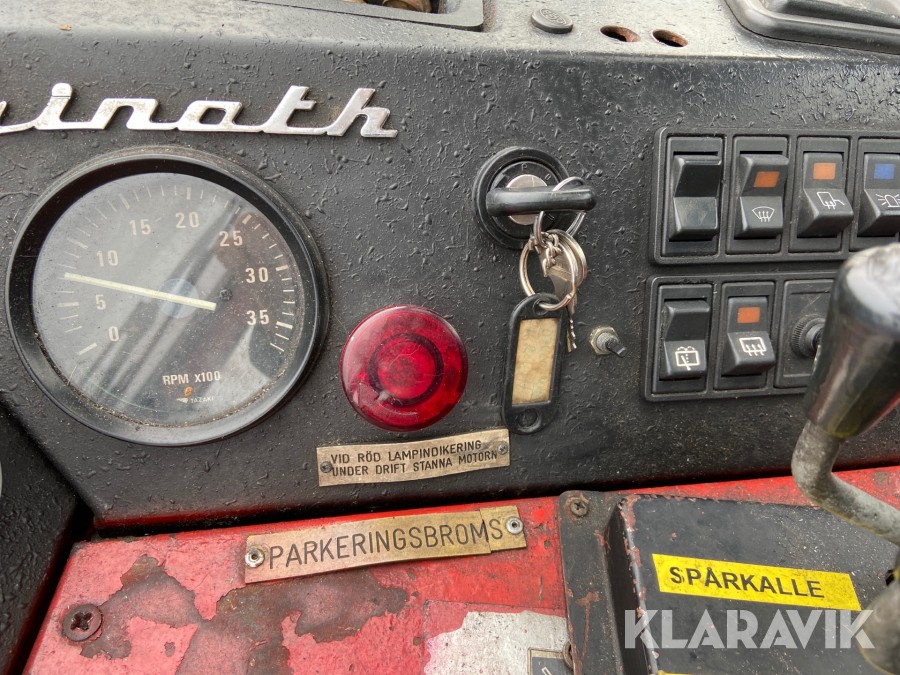 10
15
20
25
30
35
5
0
RPM X100
YAZAKI
VID RÖD LAMPINDIKERING
UNDER DRIFT STANNA MOTORN
PARKERINGSBROMS
SPÅRKALLE
KLARAVIK